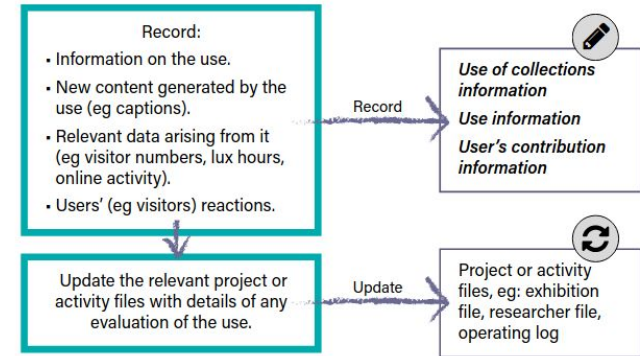 Record:
▪ Information on the use.
▪ New content generated by the
use (eg captions).
▪ Relevant data arising from it
(eg visitor numbers, lux hours,
online activity).
▪ Users’ (eg visitors) reactions.
Record
Use of collections
information
Use information
User’s contribution
information
Update the relevant project or
activity files with details of any
evaluation of the use.
Update
Project or activity
files, eg: exhibition
file, researcher file,
operating log